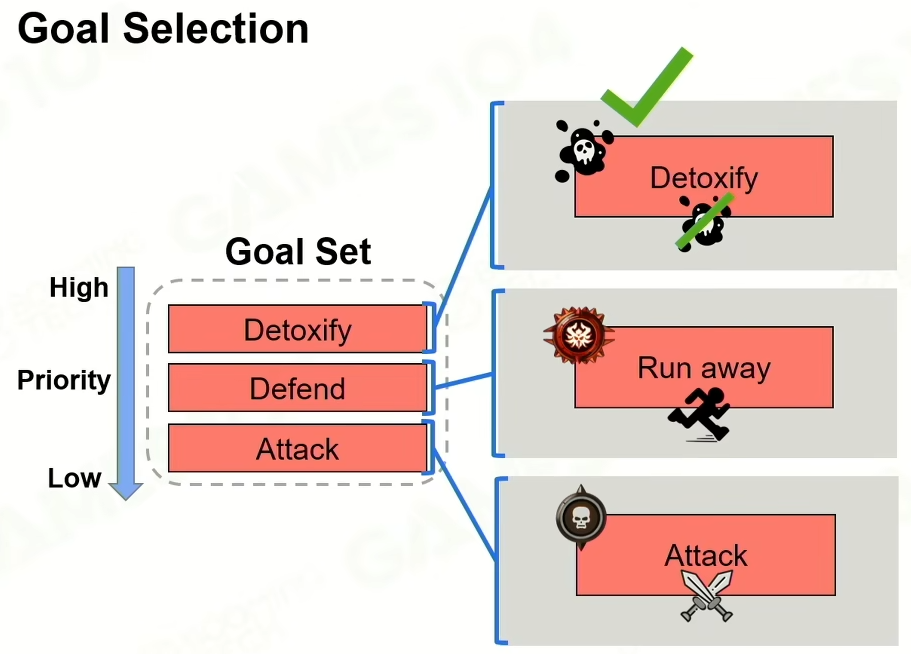 Goal Selection
GAMES 104
Goal Set
High
Priority
Low
Detoxify
Defend
Attack
Detoxify
Run away
Attack